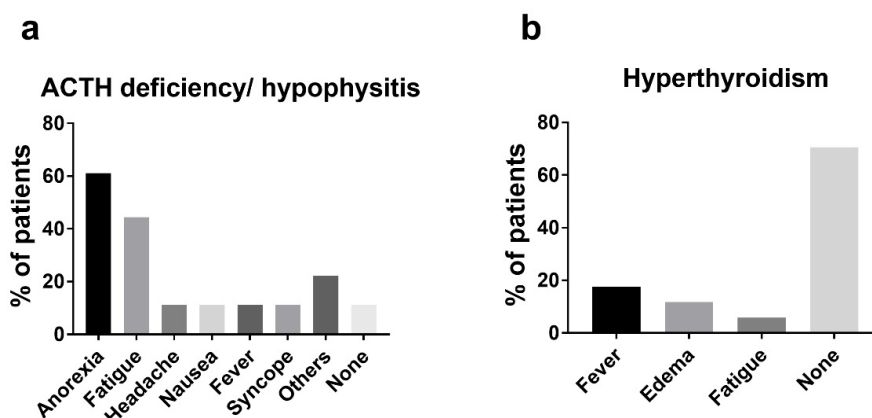 a
ACTH deficiency/ hypophysitis
% of patients
80
60
40
20
0
Anorexia
Fatigue
Headache
Nausea
Fever
Syncope
Others
None
b
Hyperthyroidism
% of patients
80
60
40
20
0
Fever
Edema
Fatigue
None